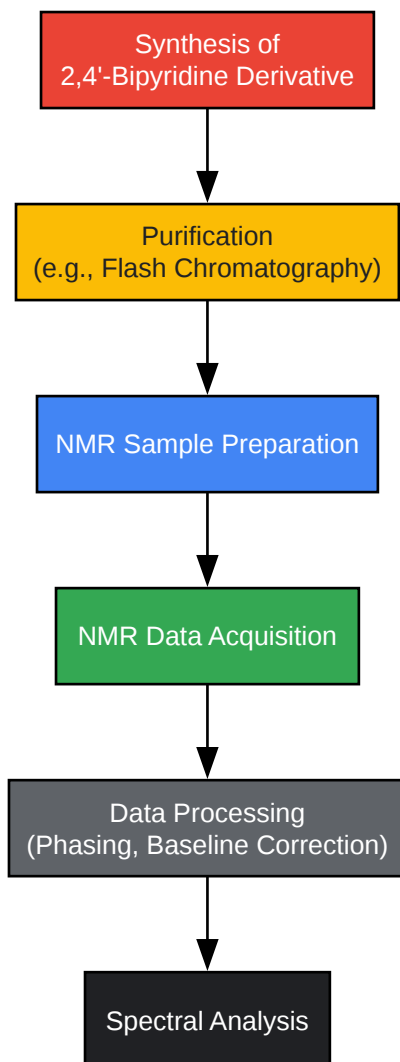 Synthesis of
2,4'-Bipyridine Derivative
Purification
(e.g., Flash Chromatography)
NMR Sample Preparation
NMR Data Acquisition
Data Processing
(Phasing, Baseline Correction)
Spectral Analysis